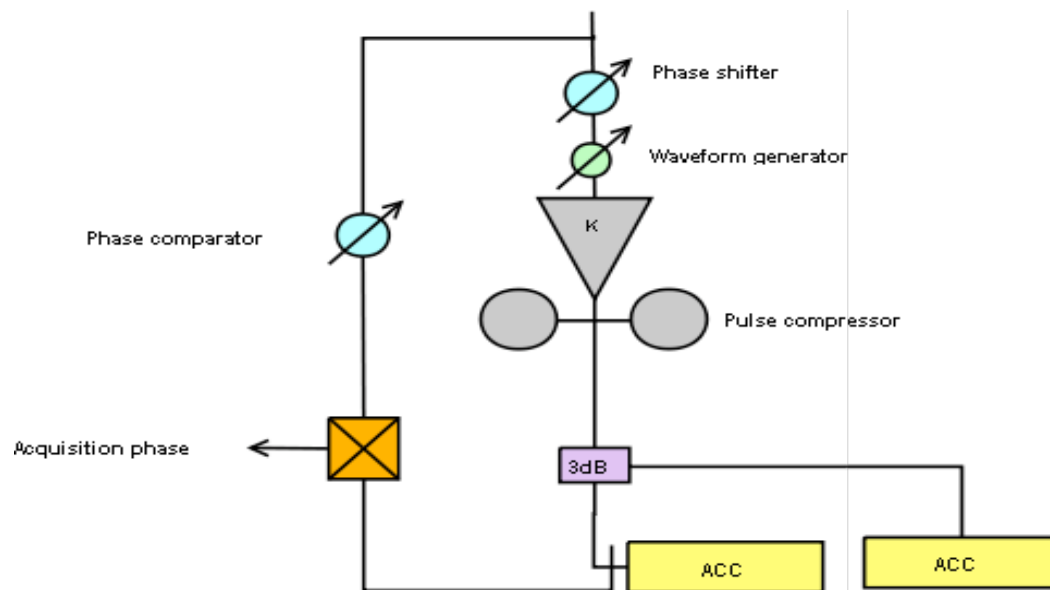 Phase shifter
Waveform generator
K
Phase comparator
Pulse compressor
Acquisition phase
3dB
ACC
ACC